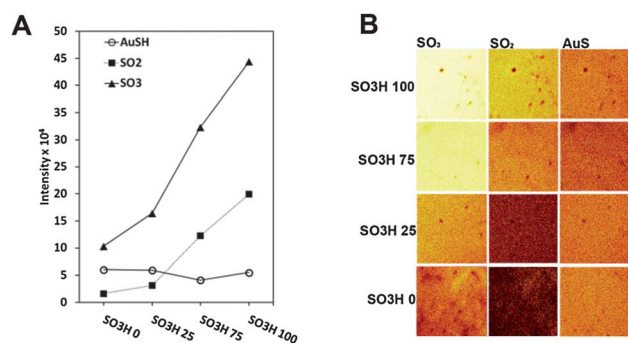 A
Intensity x 10⁴
50
45
40
35
30
25
20
15
10
5
0
AuSH
SO2
SO3
SO3H 0
SO3H 25
SO3H 75
SO3H 100
B
SO₃ SO₂ AuS
SO3H 100
SO3H 75
SO3H 25
SO3H 0